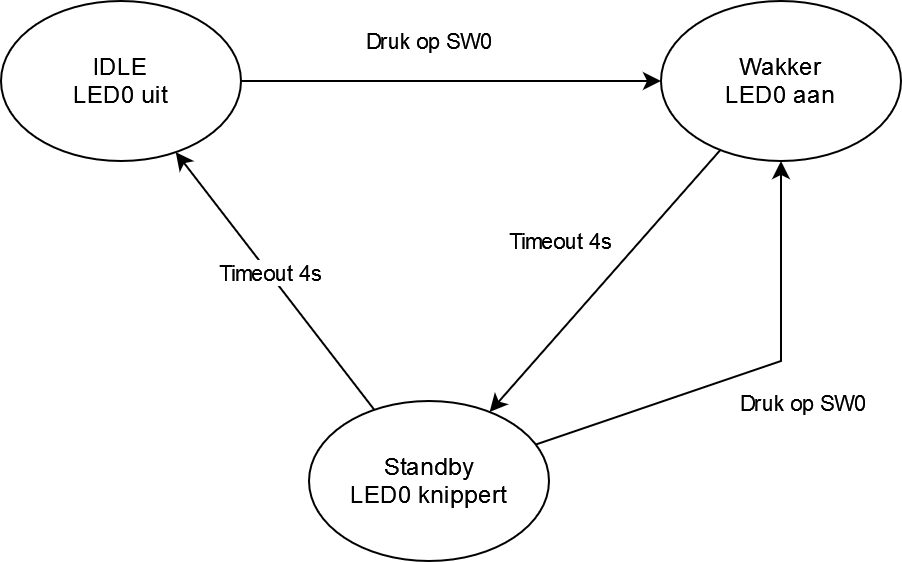 Druk op SW0
IDLE
LED0 uit
Wakker
LED0 aan
Timeout 4s
Timeout 4s
Druk op SW0
Standby
LED0 knippert